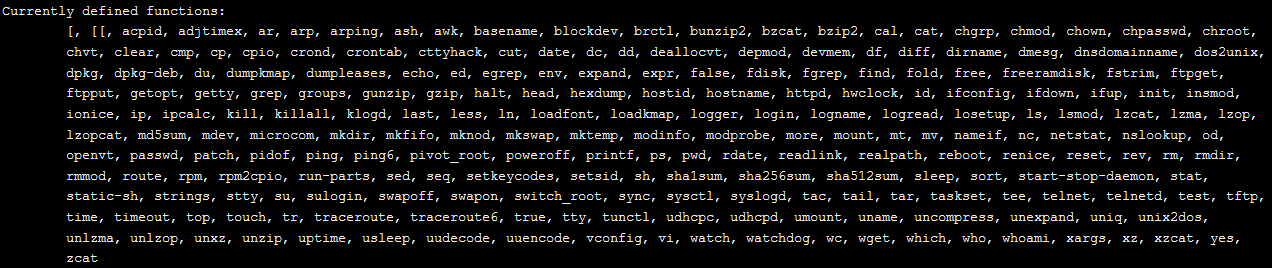 Currently defined functions:
[, [[, acpid, adjtimex, ar, arp, arping, ash, awk, basename, blockdev, brctl, bunzip2, bzcat, bzip2, cal, cat, chgrp, chmod, chown, chpasswd, chroot,
chvt, clear, cmp, cp, cpio, crond, crontab, cttyhack, cut, date, dc, dd, deallocvt, depmod, devmem, df, diff, dirname, dmesg, dnsdomainname, dos2unix,
dpkg, dpkg-deb, du, dumpkmap, dumpleases, echo, ed, egrep, env, expand, expr, false, fdisk, fgrep, find, fold, free, freeramdisk, fstrim, ftpget,
ftpput, getopt, getty, grep, groups, gunzip, gzip, halt, head, hexdump, hostid, hostname, httpd, hwclock, id, ifconfig, ifdown, ifup, init, insmod,
ionice, ip, ipcalc, kill, killall, klogd, last, less, ln, loadfont, loadkmap, logger, login, logname, logread, losetup, ls, lsmod, lzcat, lzma, lzop,
lzopcat, md5sum, mdev, microcom, mkdir, mkfifo, mknod, mkswap, mktemp, modinfo, modprobe, more, mount, mt, mv, nameif, nc, netstat, nslookup, od,
openvt, passwd, patch, pidof, ping, ping6, pivot_root, poweroff, printf, ps, pwd, rdate, readlink, realpath, reboot, renice, reset, rev, rm, rmdir,
rmmod, route, rpm, rpm2cpio, run-parts, sed, seq, setkeycodes, setsid, sh, sha1sum, sha256sum, sha512sum, sleep, sort, start-stop-daemon, stat,
static-sh, strings, stty, su, sulogin, swapoff, swapon, switch_root, sync, sysctl, syslogd, tac, tail, tar, taskset, tee, telnet, telnetd, test, tftp,
time, timeout, top, touch, tr, traceroute, traceroute6, true, tty, tunctl, udhcpc, udhcpd, umount, uname, uncompress, unexpand, uniq, unix2dos,
unlzma, unlzop, unxz, unzip, uptime, usleep, uudecode, uuencode, vconfig, vi, watch, watchdog, wc, wget, which, who, whoami, xargs, xz, xzcat, yes,
zcat